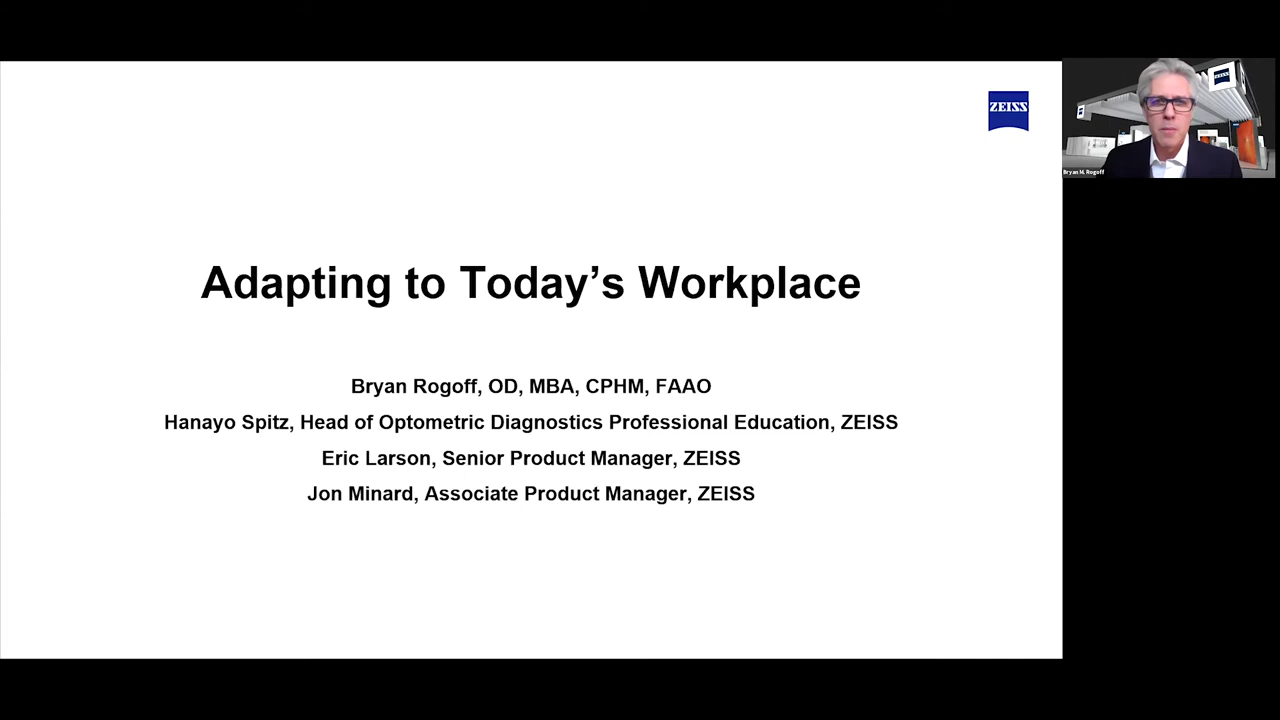 ZEISS
Adapting to Today’s Workplace
Bryan Rogoff, OD, MBA, CPHM, FAAO
Hanayo Spitz, Head of Optometric Diagnostics Professional Education, ZEISS
Eric Larson, Senior Product Manager, ZEISS
Jon Minard, Associate Product Manager, ZEISS
ZEISS
Bryan M. Rogoff